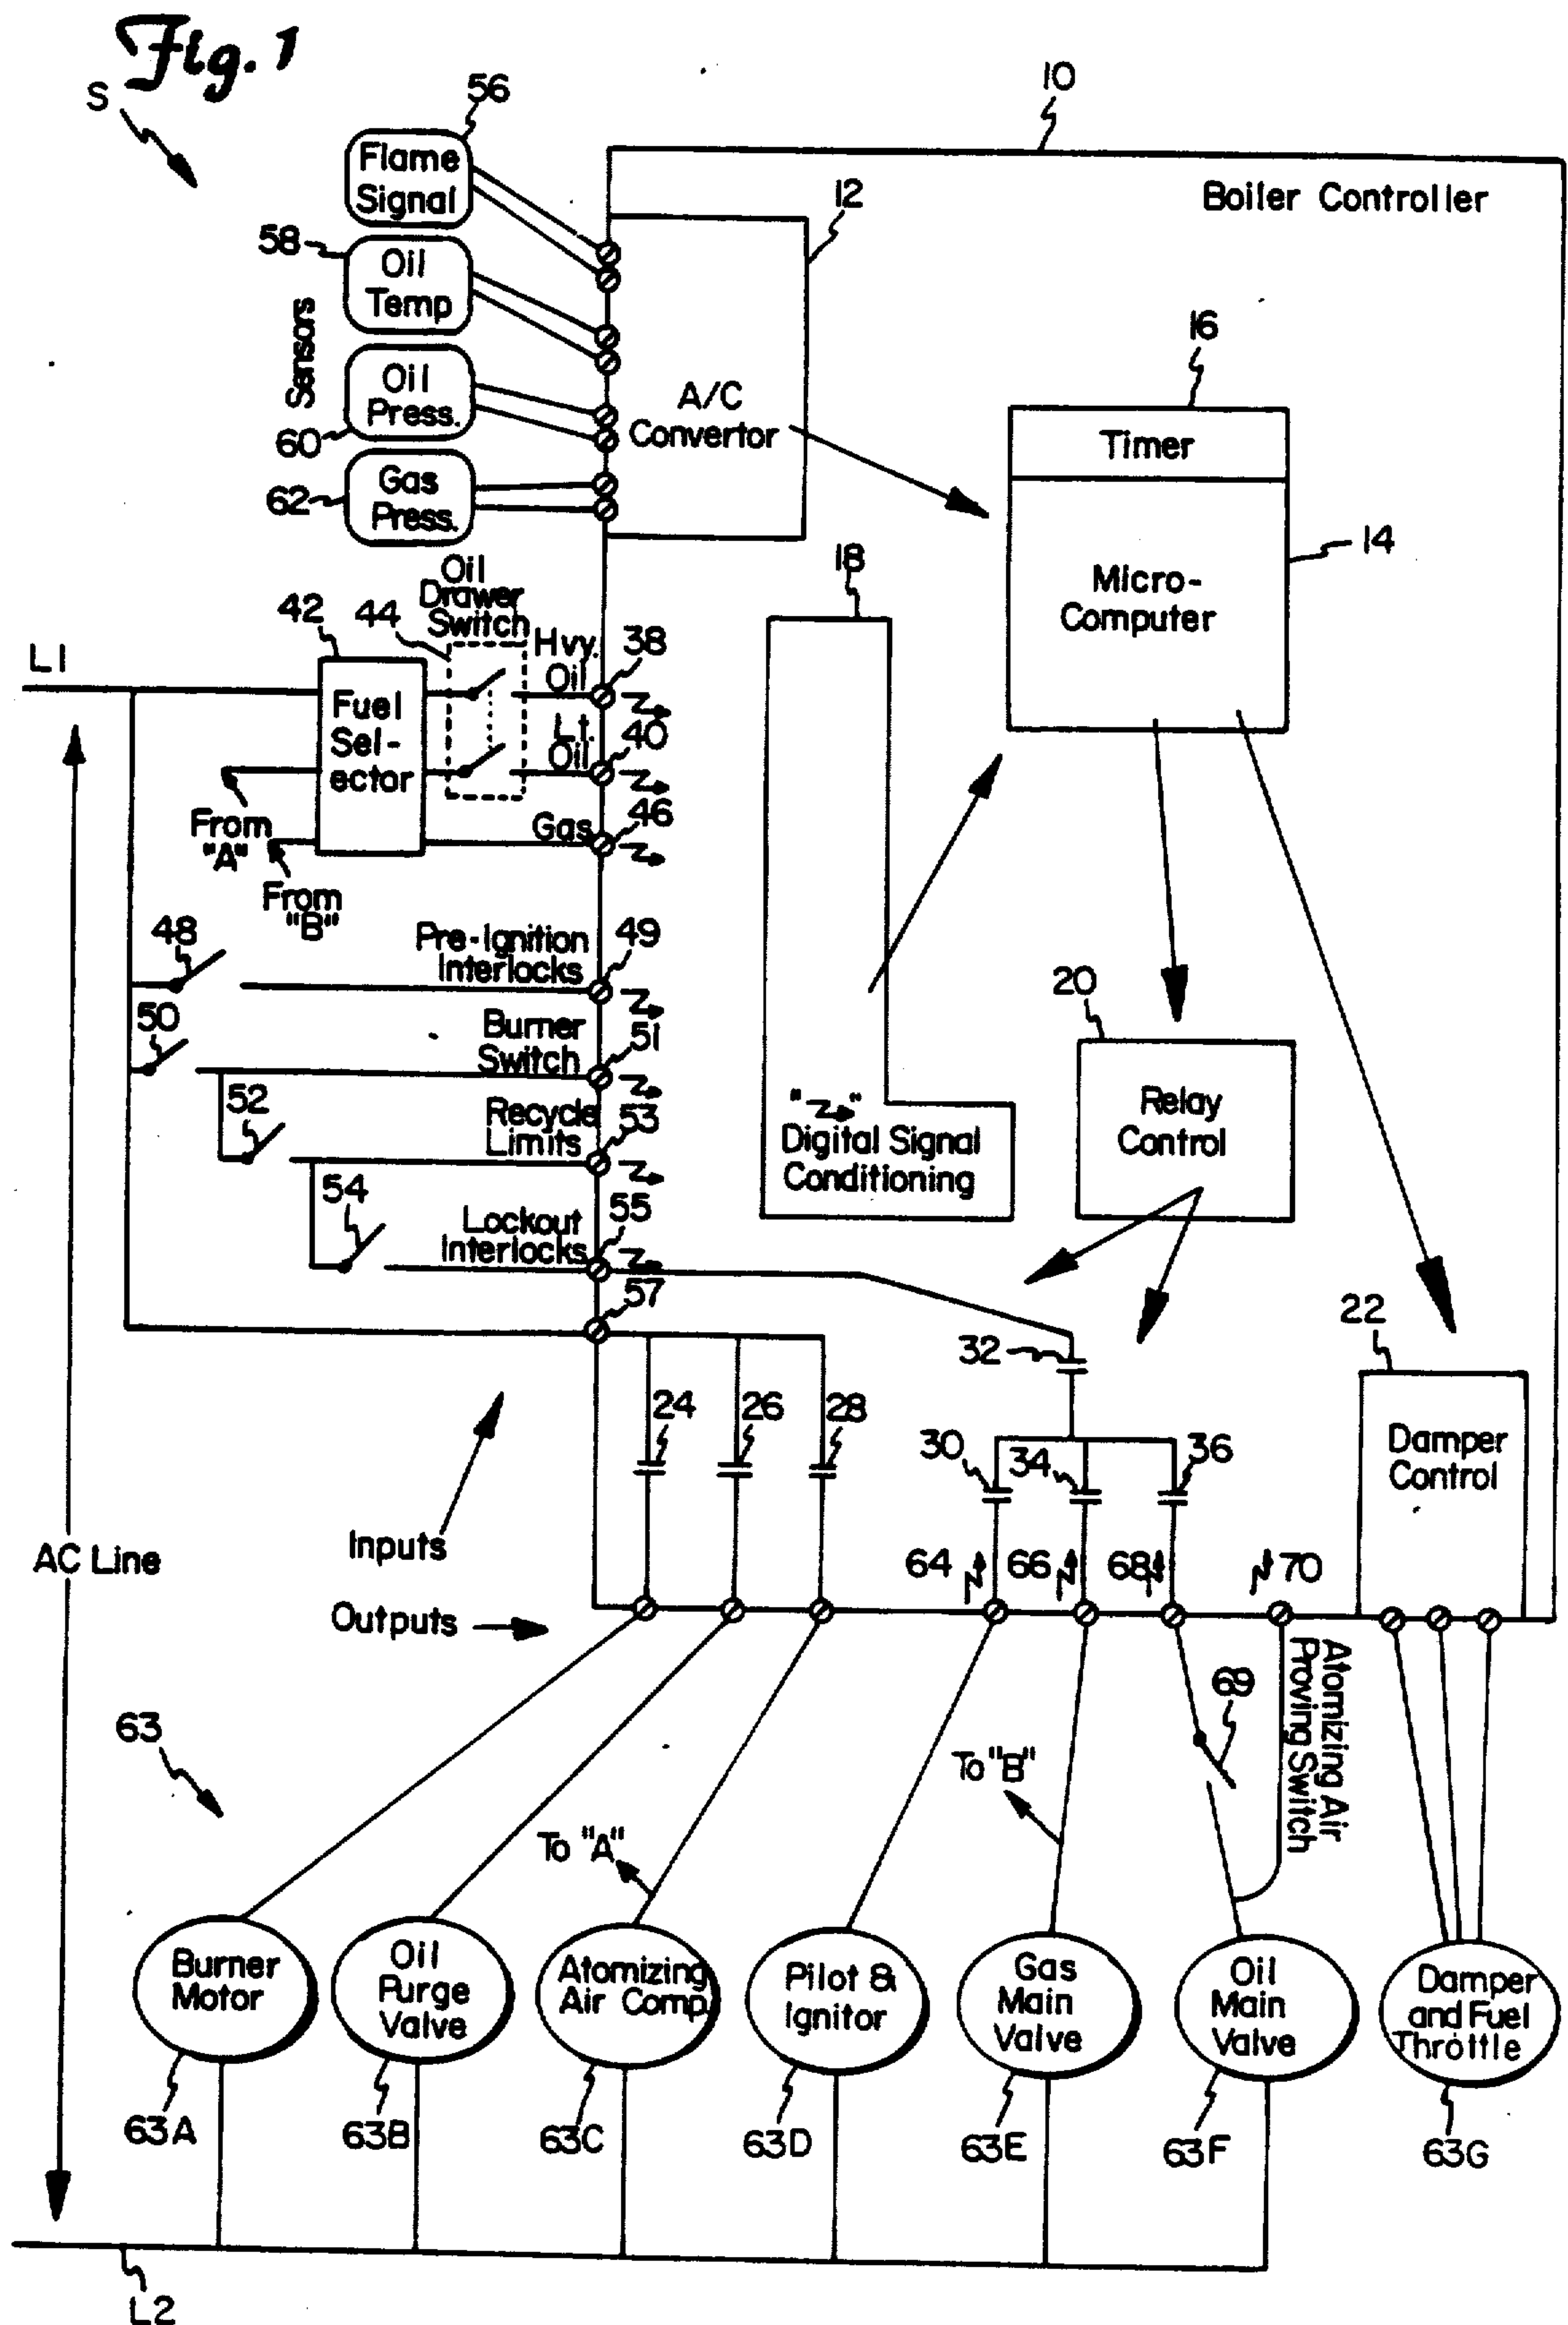 Fig. 1
S
56
10
Flame
Signal
12
Boiler Controller
58
Oil
Temp
Sensors
16
Oil
Press.
60
A/C
Convertor
Timer
Gas
Press.
62
14
Micro-
Computer
18
Oil
Drawer
Switch
42
44
Hvy.
Oil
38
L1
Fuel
Sel-
ector
Lt.
Oil
40
From
"A"
Gas
46
From
"B"
48
Pre-Ignition
Interlocks
49
20
50
Burner
Switch
51
52
Recycle
Limits
53
Relay
Control
" "
Digital Signal
Conditioning
54
Lockout
Interlocks
55
57
22
32
24
26
28
30
34
36
Damper
Control
Inputs
AC Line
64
66
68
70
Outputs
Atomizing Air
Proving Switch
69
63
To "B"
To "A"
Burner
Motor
Oil
Purge
Valve
Atomizing
Air Comp.
Pilot &
Ignitor
Gas
Main
Valve
Oil
Main
Valve
Damper
and Fuel
Throttle
63A
63B
63C
63D
63E
63F
63G
L2